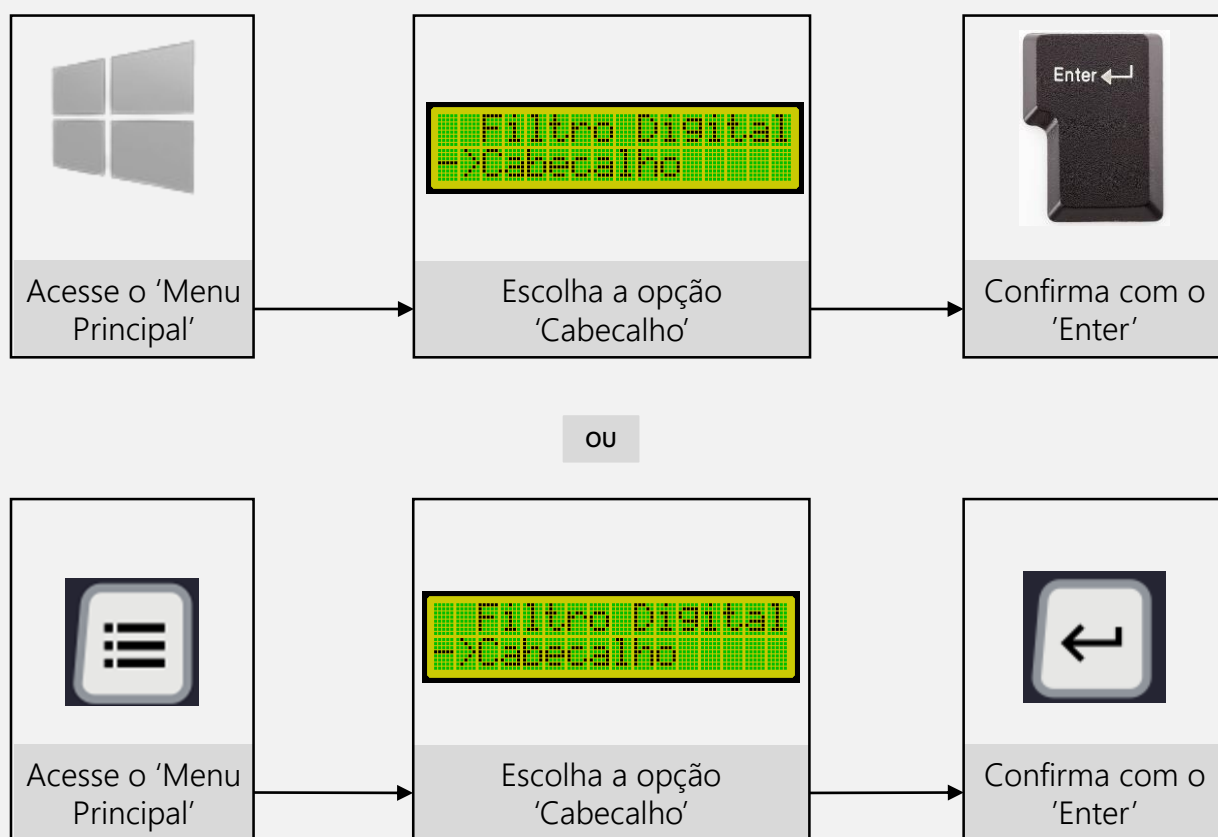 Filtro Digital
->Cabecalho
Enter
Acesse o ‘Menu
Principal’
Escolha a opção
‘Cabecalho’
Confirma com o
’Enter’
OU
Filtro Digital
->Cabecalho
Acesse o ‘Menu
Principal’
Escolha a opção
‘Cabecalho’
Confirma com o
’Enter’